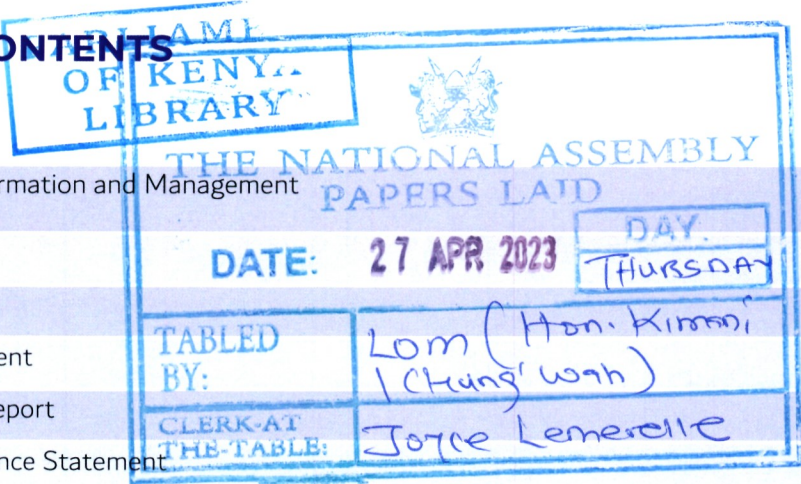 ONTENTS
OF KENYA
LIBRARY
THE NATIONAL ASSEMBLY
rmation and Management
PAPERS LAID
DAY.
DATE: 27 APR 2023
THURSDAY
TABLED
BY:
Lom (Hon. Kimani
Ichung'wah)
ent
eport
CLERK-AT
THE-TABLE:
Joyce Lemerelle
nce Statement